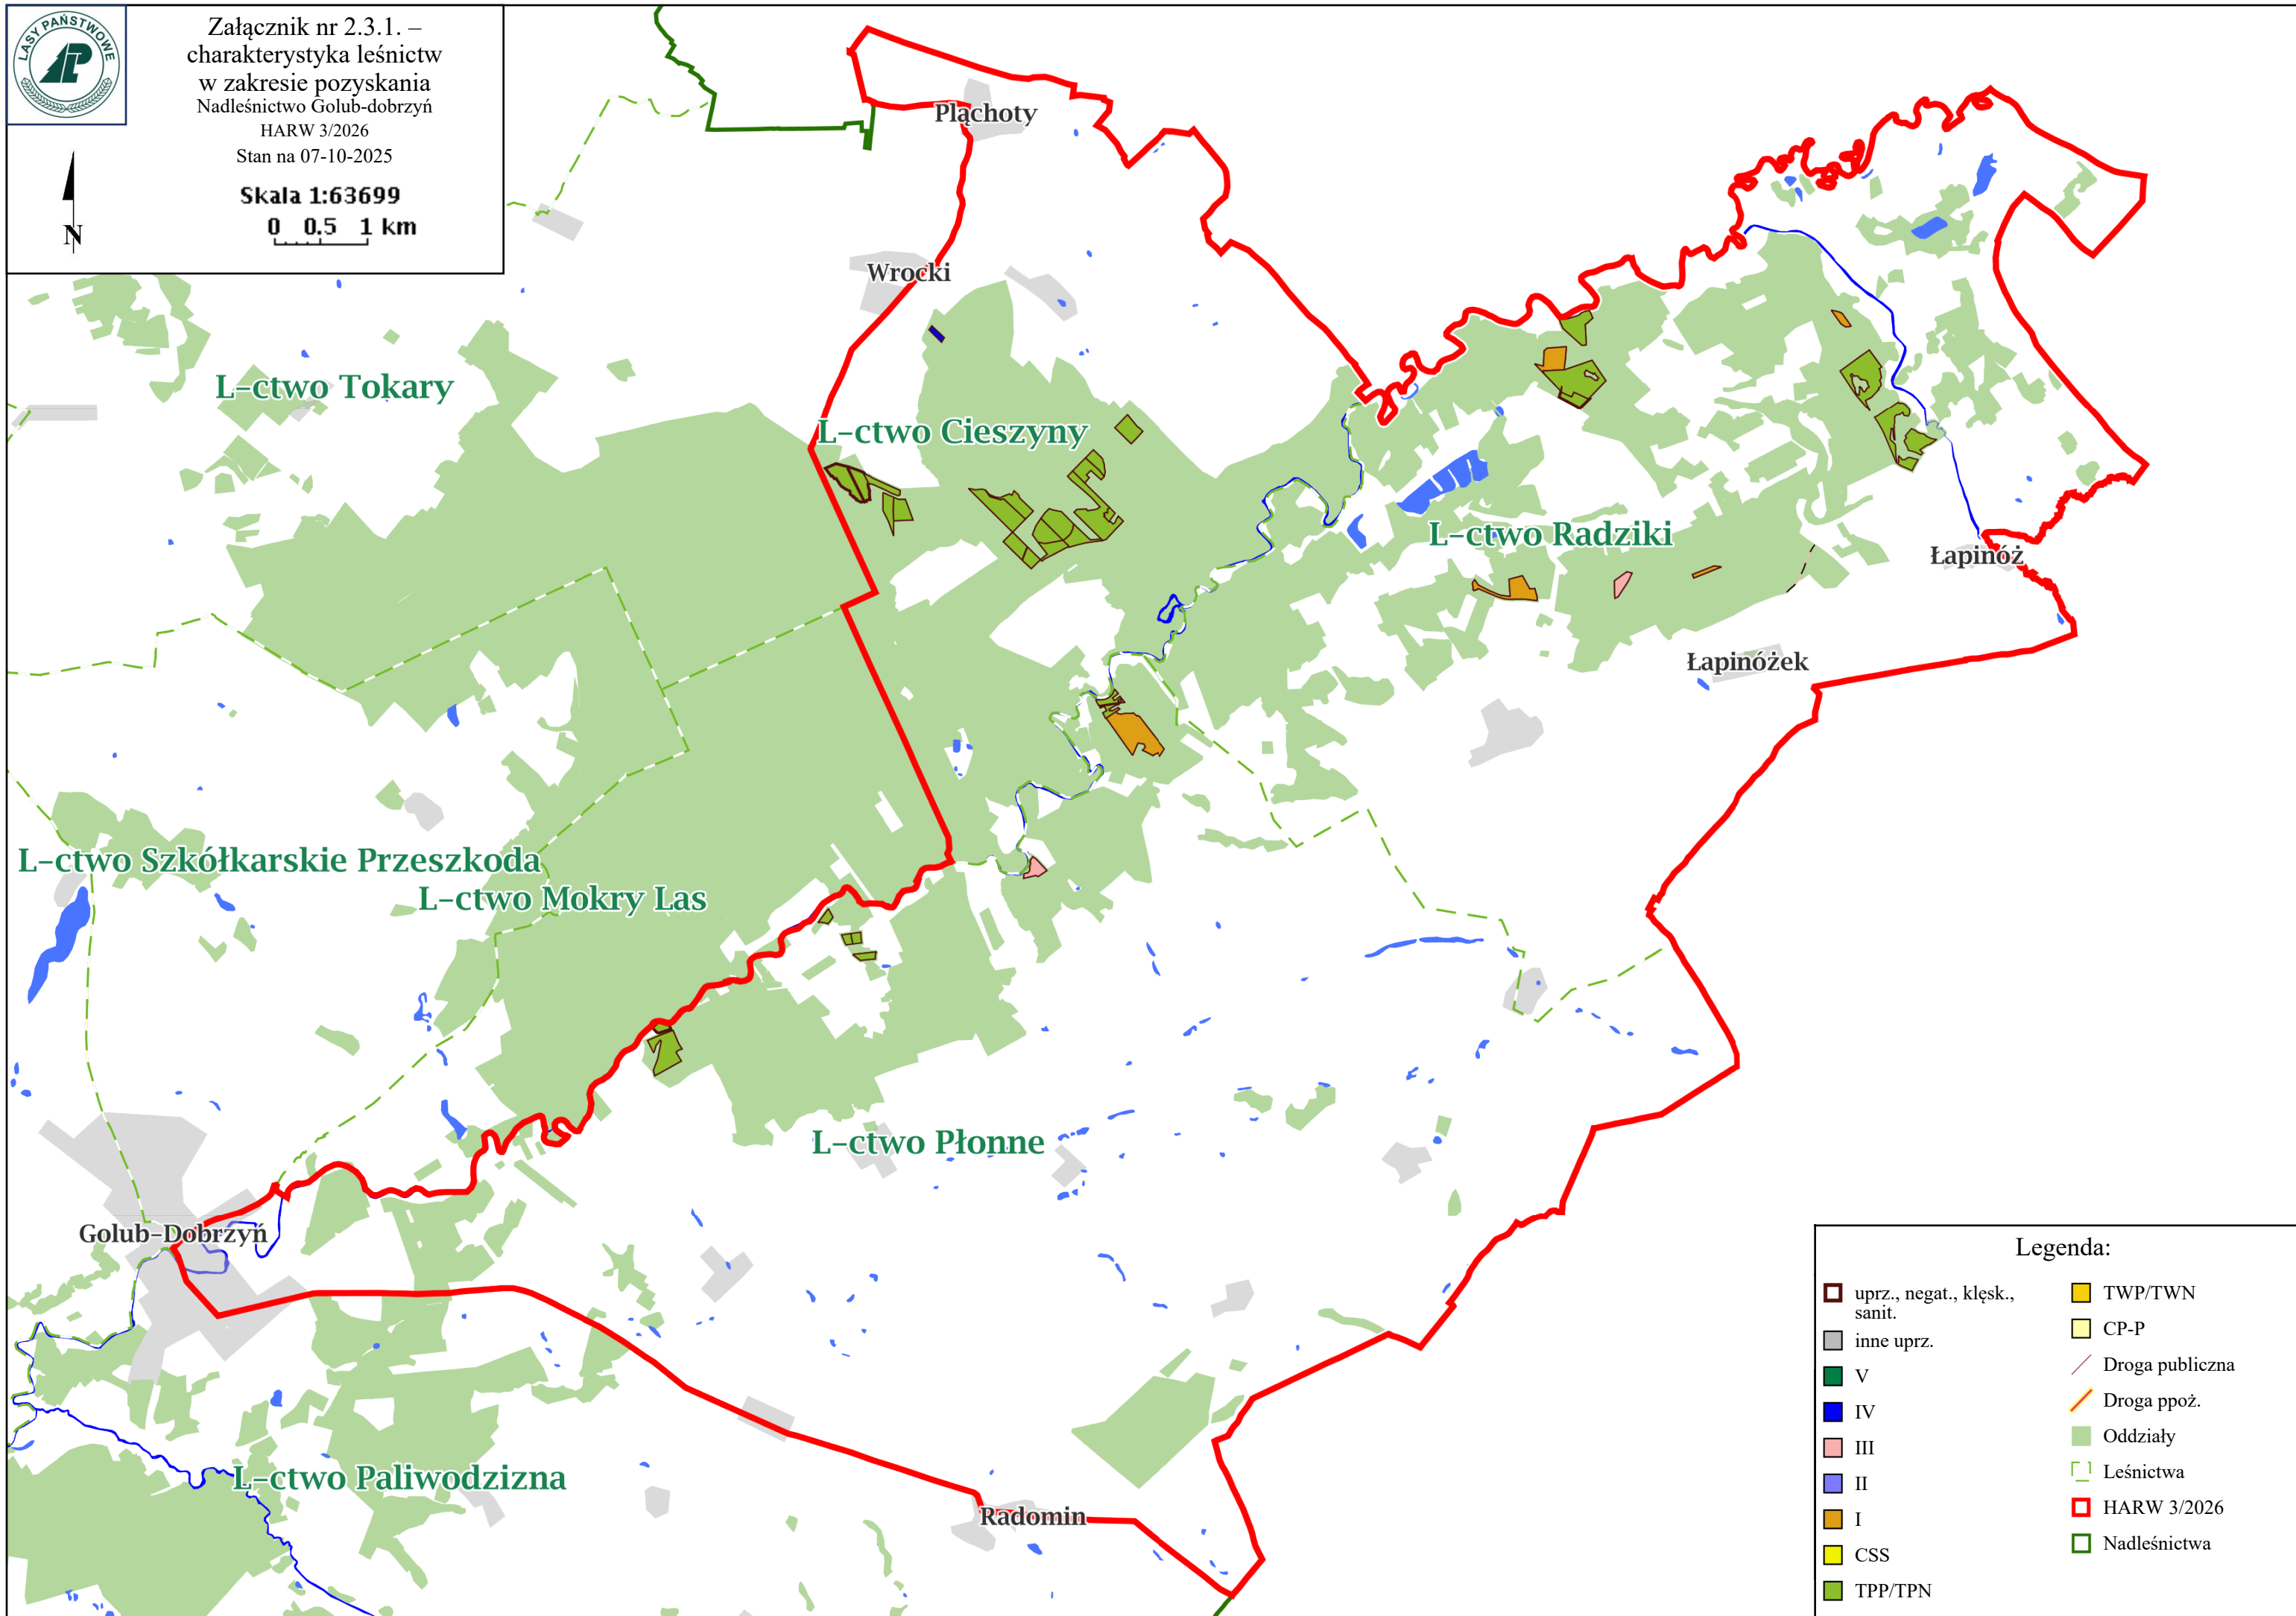 LASY PAŃSTWOWE
Załącznik nr 2.3.1. –
charakterystyka leśnictw
w zakresie pozyskania
Nadleśnictwo Golub-dobrzyń
HARW 3/2026
Stan na 07-10-2025
Skala 1:63699
0 0.5 1 km
N
Pląchoty
Wrocki
L-ctwo Tokary
L-ctwo Cieszyny
L-ctwo Radziki
Łapinóż
Łapinóżek
L-ctwo Szkółkarskie Przeszkoda
L-ctwo Mokry Las
L-ctwo Płonne
Golub-Dobrzyń
L-ctwo Paliwodzizna
Radomin
Legenda:
uprz., negat., klęsk.,
sanit.
inne uprz.
V
IV
III
II
I
CSS
TPP/TPN
TWP/TWN
CP-P
Droga publiczna
Droga ppoż.
Oddziały
Leśnictwa
HARW 3/2026
Nadleśnictwa